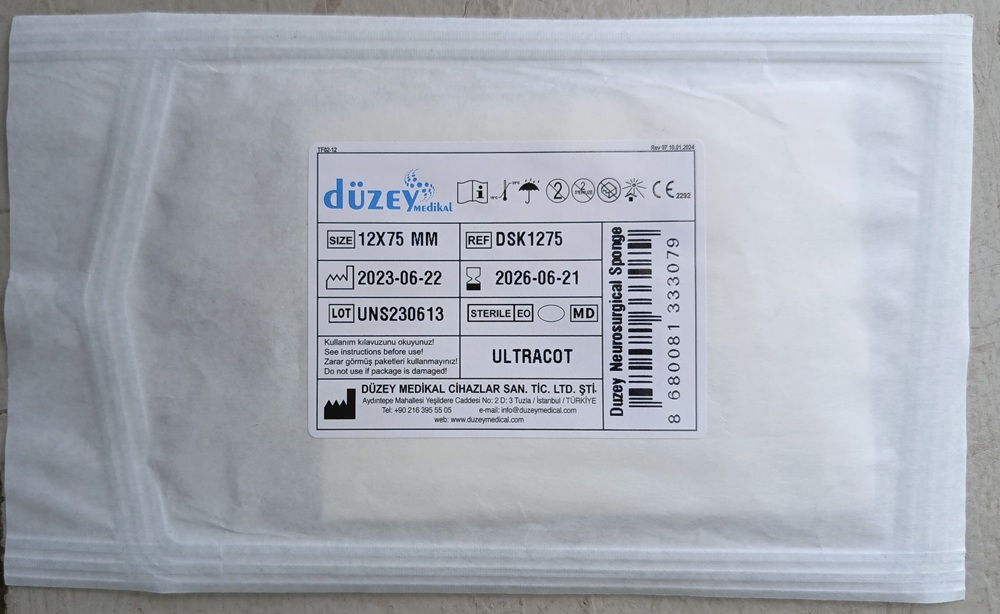 TF02-12
Rev 07 10.01.2024
düzey
medikal
2
2
STERILIZE
CE 2292
SIZE 12X75 MM
REF DSK1275
2023-06-22
2026-06-21
LOT UNS230613
STERILE EO
MD
Kullanım kılavuzunu okuyunuz!
See instructions before use!
Zarar görmüş paketleri kullanmayınız!
Do not use if package is damaged!
ULTRACOT
DÜZEY MEDİKAL CİHAZLAR SAN. TİC. LTD. ŞTİ.
Aydıntepe Mahallesi Yeşildere Caddesi No: 2 D: 3 Tuzla / İstanbul / TÜRKİYE
Tel: +90 216 395 55 05 e-mail: info@duzeymedical.com
web: www.duzeymedical.com
Düzey Neurosurgical Sponge
8 680081 333079